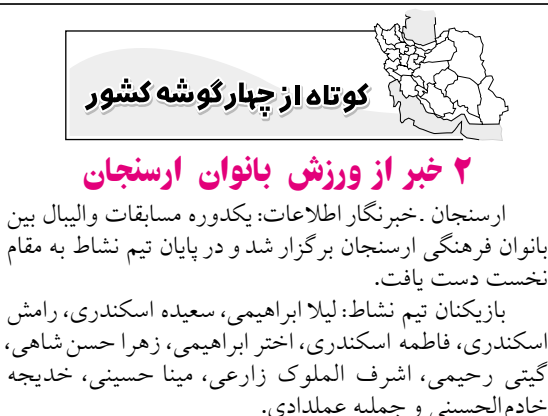 کوتاه از چهارگوشه کشور
۲ خبر از ورزش بانوان ارسنجان
ارسنجان ـ خبرنگار اطلاعات: یکدوره مسابقات والیبال بین
بانوان فرهنگی ارسنجان برگزار شد و در پایان تیم نشاط به مقام
نخست دست یافت.
بازیکنان تیم نشاط: لیلا ابراهیمی، سعیده اسکندری، رامش
اسکندری، فاطمه اسکندری، اختر ابراهیمی، زهرا حسن شاهی،
گیتی رحیمی، اشرف الملوک زارعی، مینا حسینی، خدیجه
خادم‌الحسینی و جمیله عملدادی.